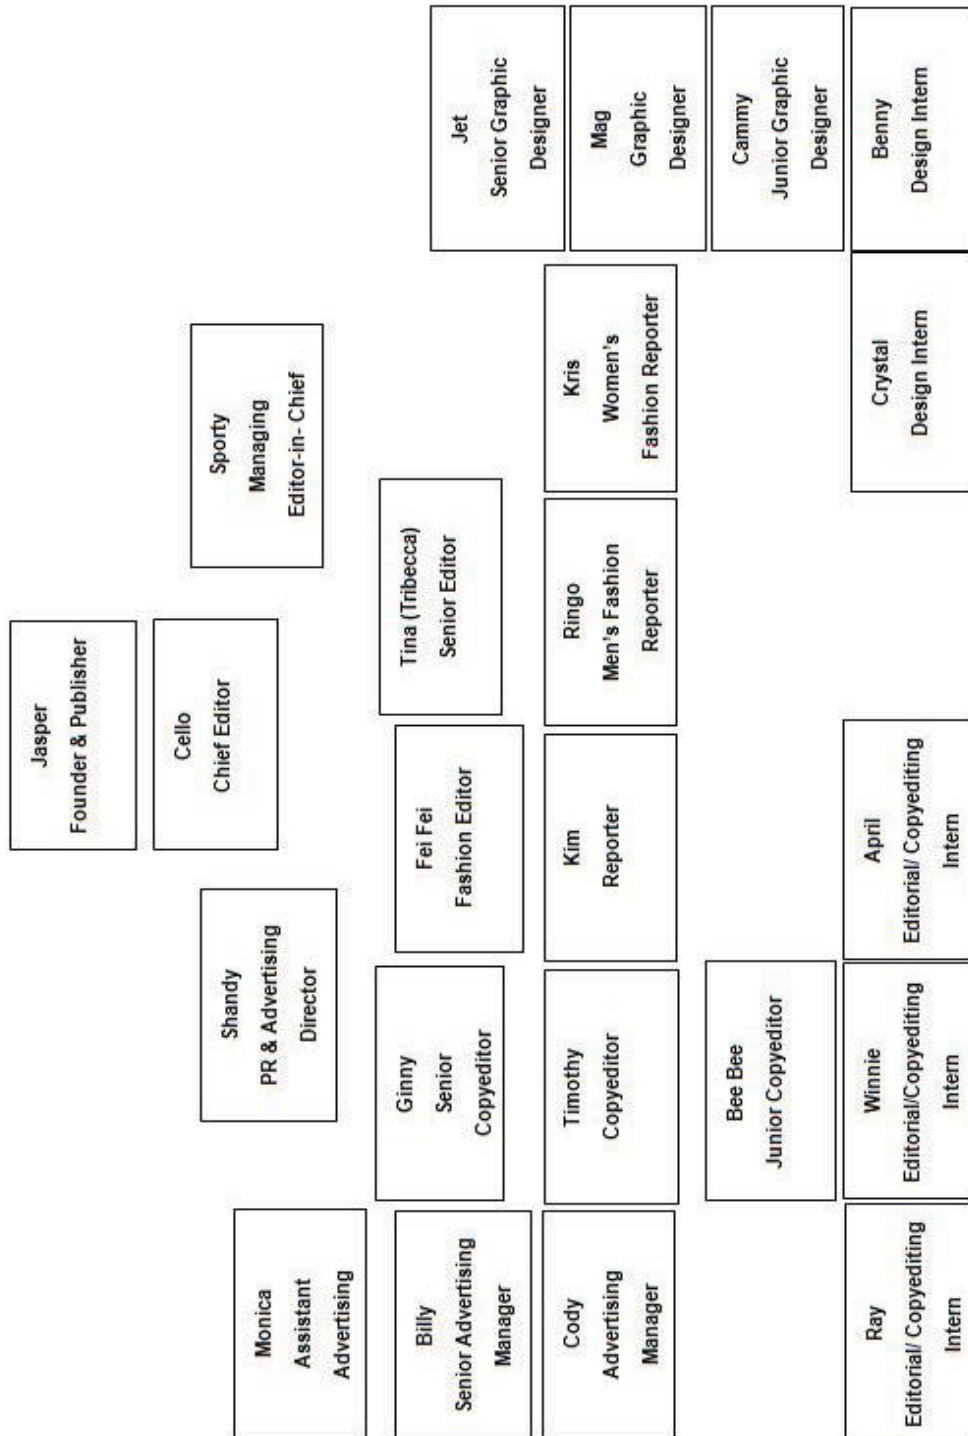 Jasper
Founder & Publisher
Cello
Chief Editor
Monica
Assistant
Advertising
Shandy
PR & Advertising
Director
Sporty
Managing
Editor-in- Chief
Billy
Senior Advertising
Manager
Ginny
Senior
Copyeditor
Fei Fei
Fashion Editor
Tina (Tribecca)
Senior Editor
Jet
Senior Graphic
Designer
Cody
Advertising
Manager
Timothy
Copyeditor
Kim
Reporter
Ringo
Men's Fashion
Reporter
Kris
Women's
Fashion Reporter
Mag
Graphic
Designer
Bee Bee
Junior Copyeditor
Cammy
Junior Graphic
Designer
Ray
Editorial/ Copyediting
Intern
Winnie
Editorial/Copyediting
Intern
April
Editorial/ Copyediting
Intern
Crystal
Design Intern
Benny
Design Intern